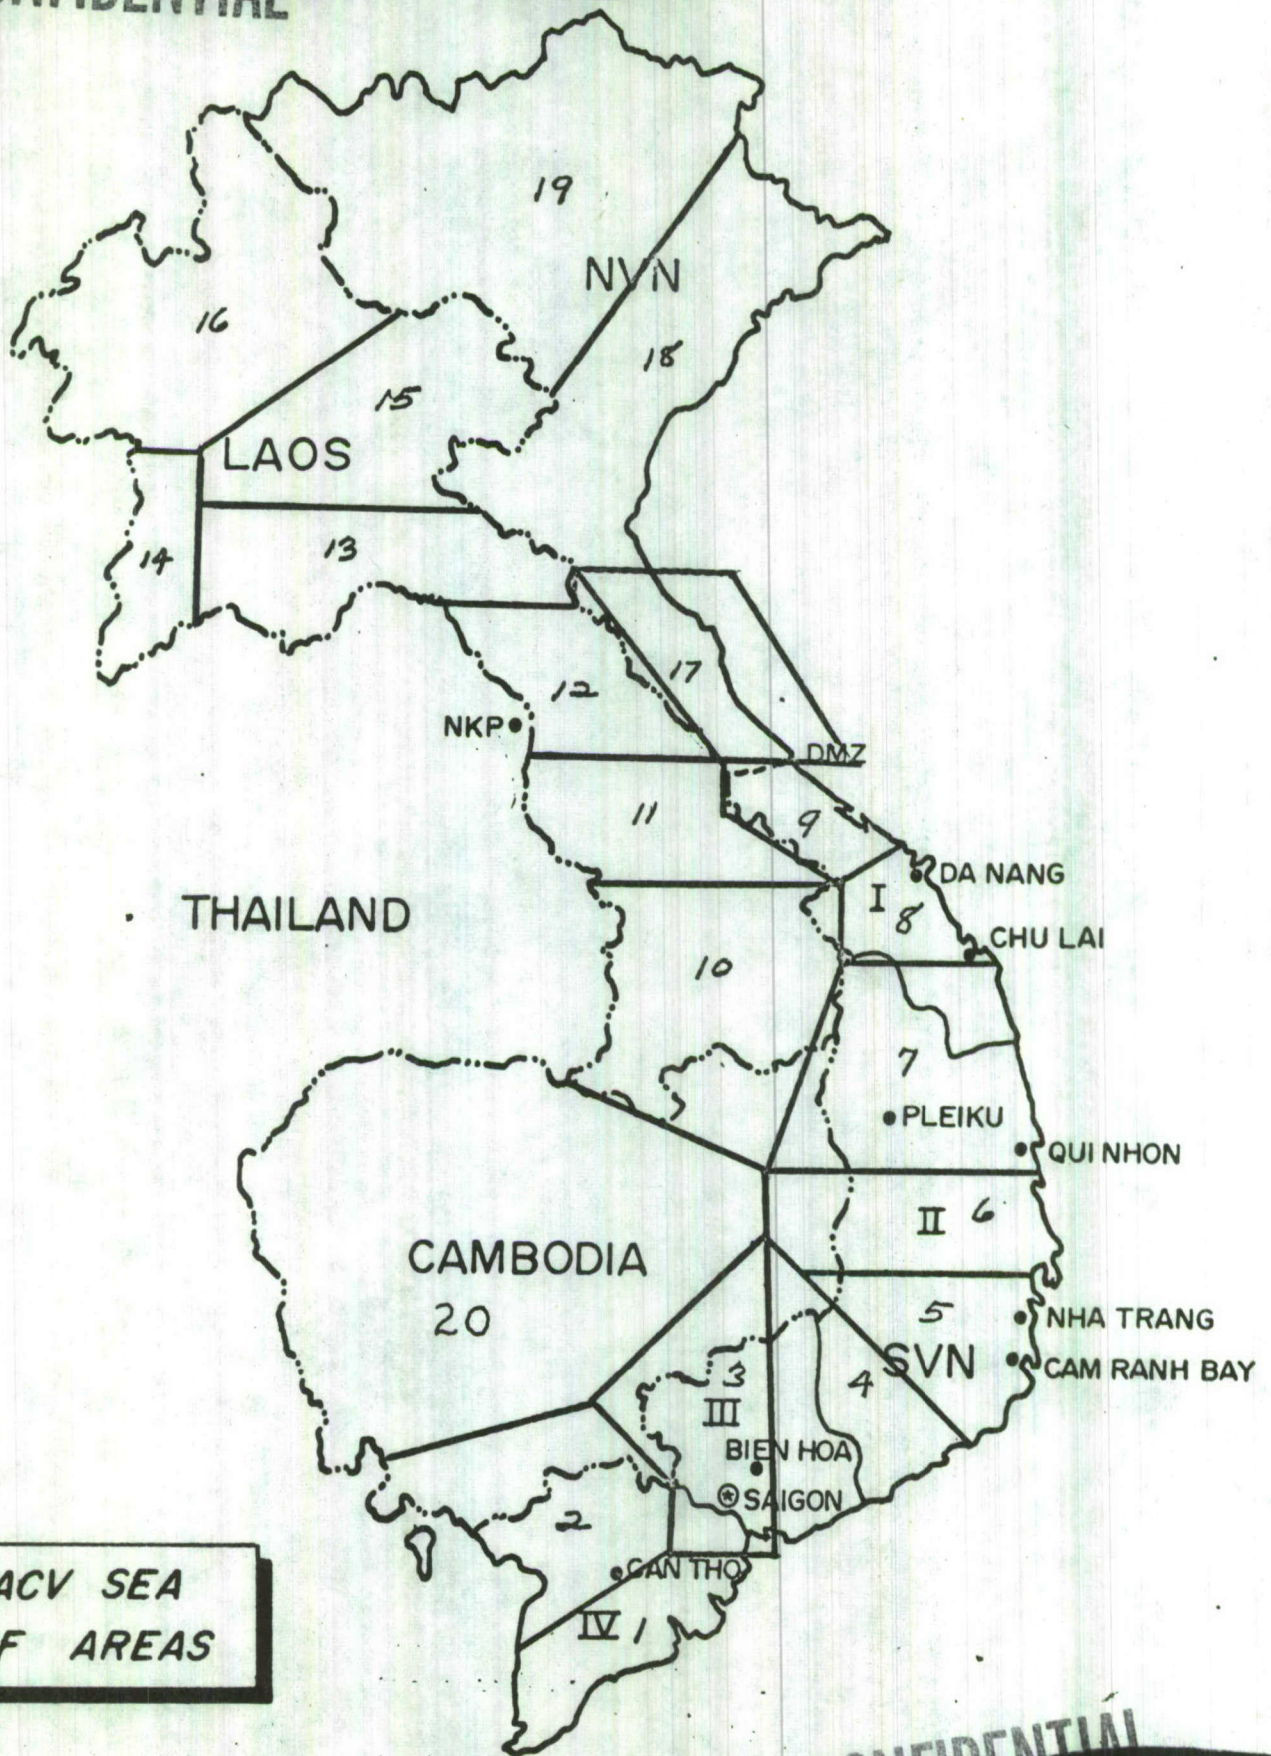 CONFIDENTIAL
19
NVN
16
18
15
LAOS
14
13
12
17
NKP
DMZ
11
9
DA NANG
THAILAND
I
8
CHU LAI
10
7
PLEIKU
QUI NHON
II 6
CAMBODIA
20
5
NHA TRANG
SVN
CAM RANH BAY
3
4
III
BIEN HOA
SAIGON
2
CAN THO
IV 1
ACV SEA
F AREAS
CONFIDENTIAL